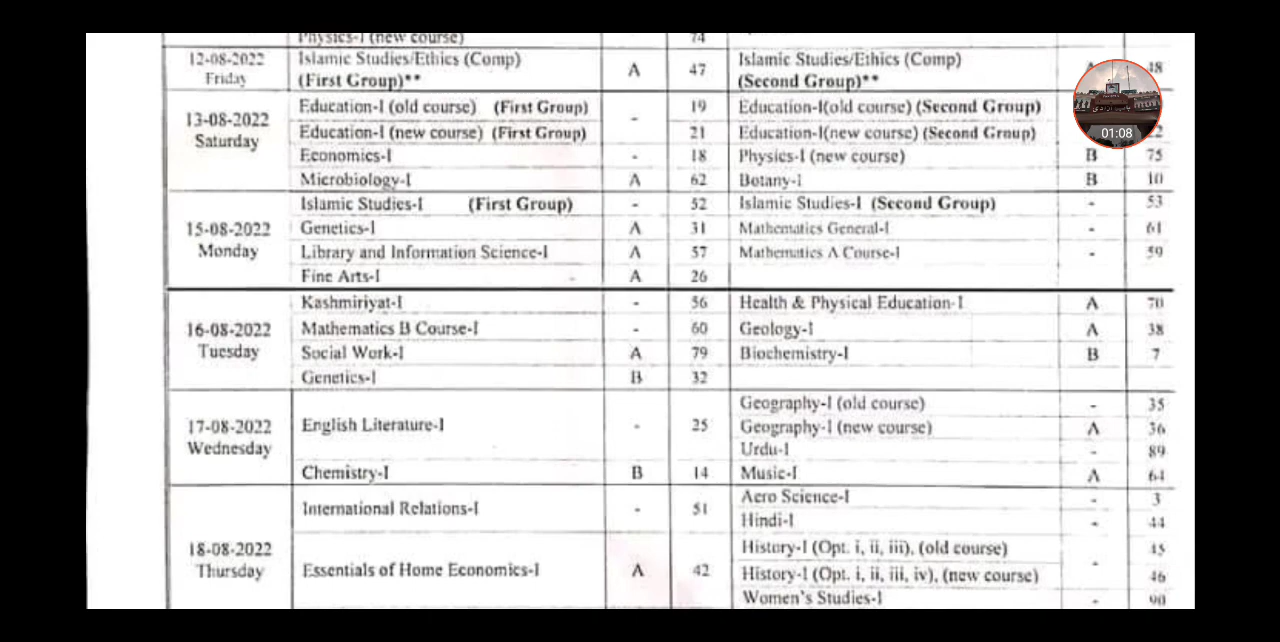 Physics-I (new course) 74
12-08-2022 Friday
Islamic Studies/Ethics (Comp) (First Group)** A 47
Islamic Studies/Ethics (Comp) (Second Group)** 48
01:08
13-08-2022 Saturday
Education-I (old course) (First Group) - 19
Education-I(old course) (Second Group)
Education-I (new course) (First Group) 21
Education-I(new course) (Second Group)
Economics-I - 18
Physics-I (new course) B 75
Microbiology-I A 62
Botany-I B 10
15-08-2022 Monday
Islamic Studies-I (First Group) - 52
Islamic Studies-I (Second Group) - 53
Genetics-I A 31
Mathematics General-I - 61
Library and Information Science-I A 57
Mathematics A Course-I - 59
Fine Arts-I A 26
16-08-2022 Tuesday
Kashmiriyat-I - 56
Health & Physical Education-I A 70
Mathematics B Course-I - 60
Geology-I A 38
Social Work-I A 79
Biochemistry-I B 7
Genetics-I B 32
17-08-2022 Wednesday
English Literature-I - 25
Geography-I (old course) - 35
Geography-I (new course) A 36
Urdu-I - 89
Chemistry-I B 14
Music-I A 64
18-08-2022 Thursday
International Relations-I - 51
Aero Science-I - 3
Hindi-I - 44
Essentials of Home Economics-I A 42
History-I (Opt. i, ii, iii), (old course) - 45
History-I (Opt. i, ii, iii, iv), (new course) 46
Women's Studies-I - 90